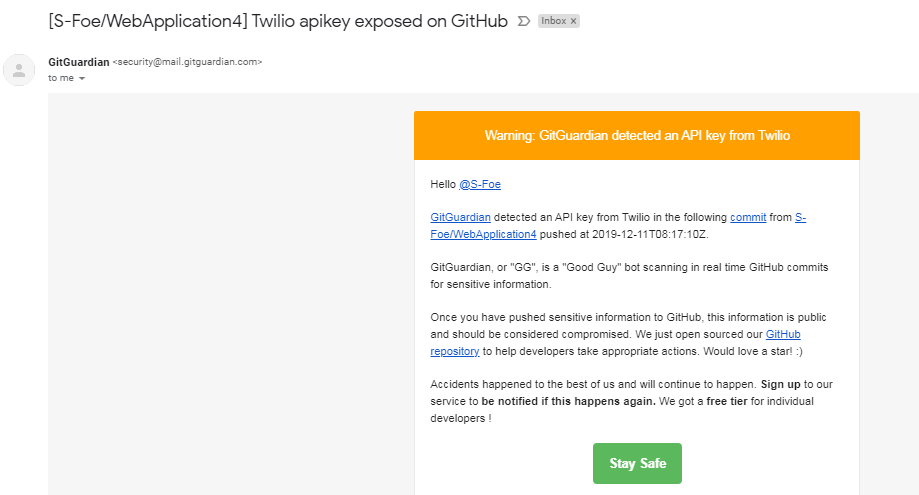 [S-Foe/WebApplication4] Twilio apikey exposed on GitHub Inbox x
GitGuardian <security@mail.gitguardian.com>
to me
Warning: GitGuardian detected an API key from Twilio
Hello @S-Foe
GitGuardian detected an API key from Twilio in the following commit from S-
Foe/WebApplication4 pushed at 2019-12-11T08:17:10Z.
GitGuardian, or "GG", is a "Good Guy" bot scanning in real time GitHub commits
for sensitive information.
Once you have pushed sensitive information to GitHub, this information is public
and should be considered compromised. We just open sourced our GitHub
repository to help developers take appropriate actions. Would love a star! :)
Accidents happened to the best of us and will continue to happen. Sign up to our
service to be notified if this happens again. We got a free tier for individual
developers !
Stay Safe